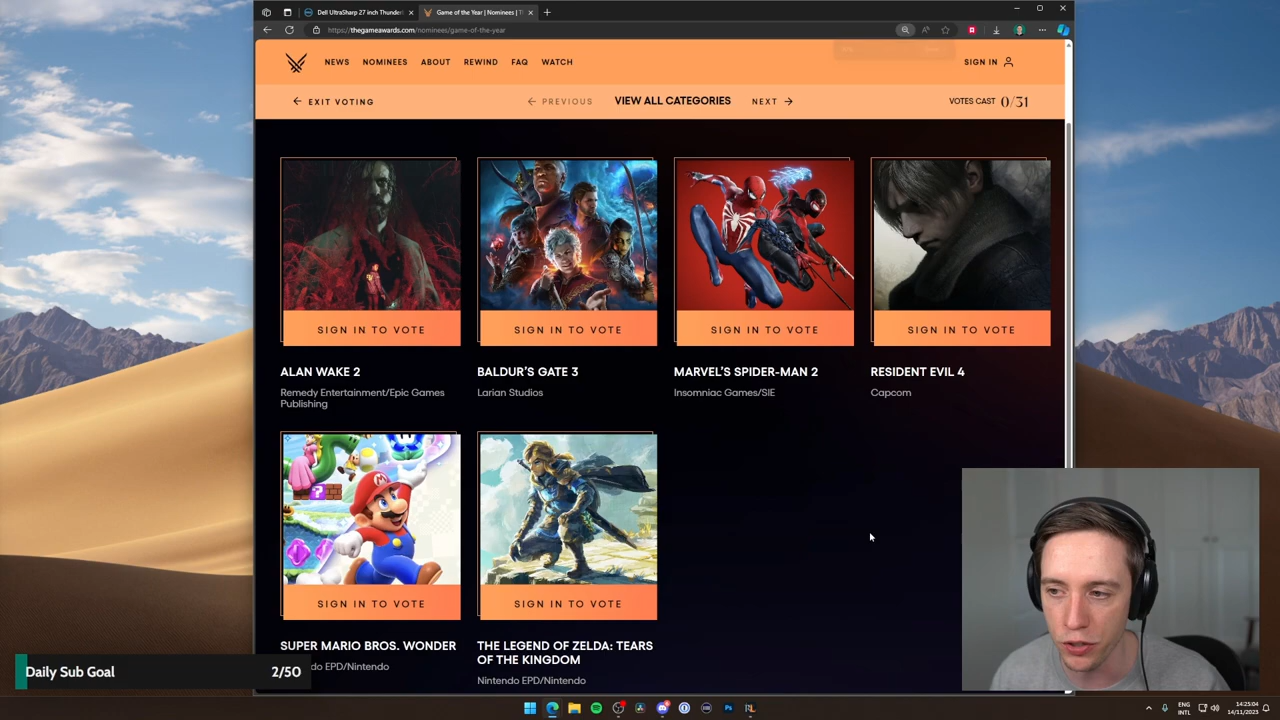 Dell UltraSharp 27 inch Thunderbolt
Game of the Year | Nominees | T
https://thegameawards.com/nominees/game-of-the-year
NEWS
NOMINEES
ABOUT
REWIND
FAQ
WATCH
SIGN IN
EXIT VOTING
PREVIOUS
VIEW ALL CATEGORIES
NEXT
VOTES CAST 0/31
SIGN IN TO VOTE
SIGN IN TO VOTE
SIGN IN TO VOTE
SIGN IN TO VOTE
ALAN WAKE 2
BALDUR'S GATE 3
MARVEL'S SPIDER-MAN 2
RESIDENT EVIL 4
Remedy Entertainment/Epic Games
Publishing
Larian Studios
Insomniac Games/SIE
Capcom
SIGN IN TO VOTE
SIGN IN TO VOTE
SUPER MARIO BROS. WONDER
THE LEGEND OF ZELDA: TEARS
OF THE KINGDOM
do EPD/Nintendo
Nintendo EPD/Nintendo
Daily Sub Goal
2/50
ENG
INTL
14:25:04
14/11/2023